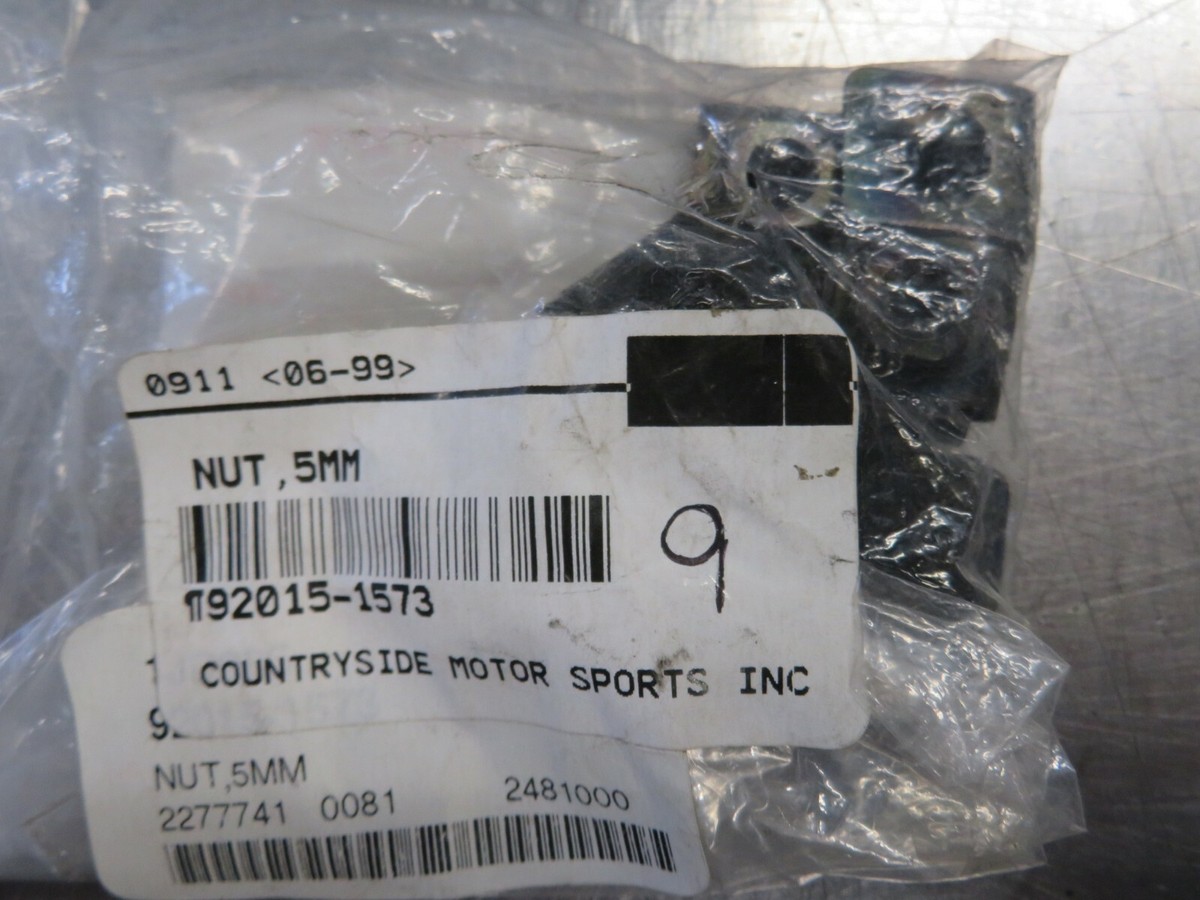 0911 <06-99>
NUT,5MM
¶92015-1573
9
COUNTRYSIDE MOTOR SPORTS INC
NUT,5MM
2277741 0081 2481000